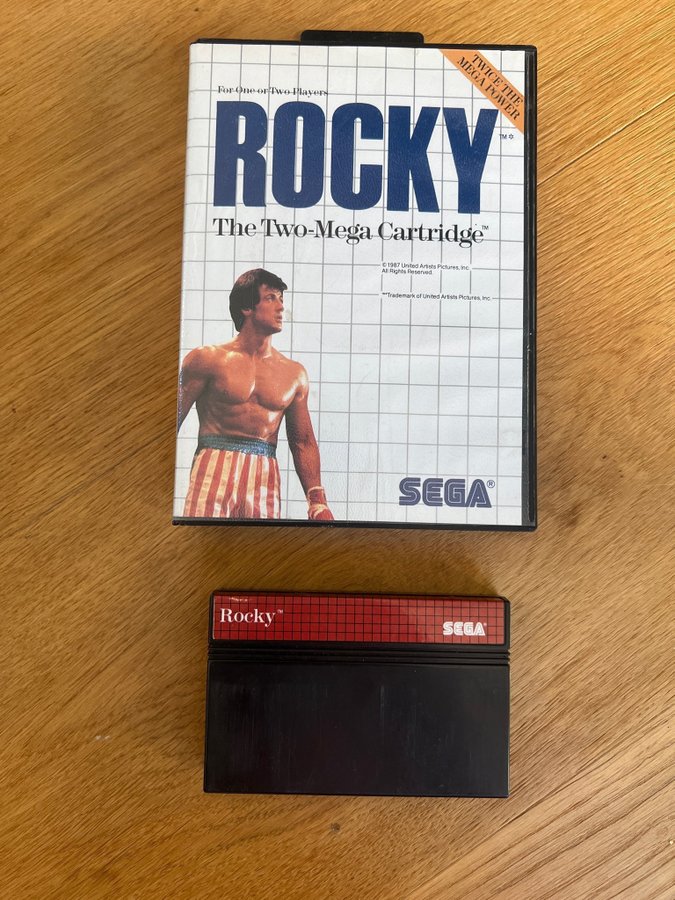 TWICE THE
MEGA POWER
For One or Two Players
ROCKY™*
The Two-Mega Cartridge™
©1987 United Artists Pictures, Inc.
All Rights Reserved.
™*Trademark of United Artists Pictures, Inc.
SEGA®
Rocky™
SEGA®